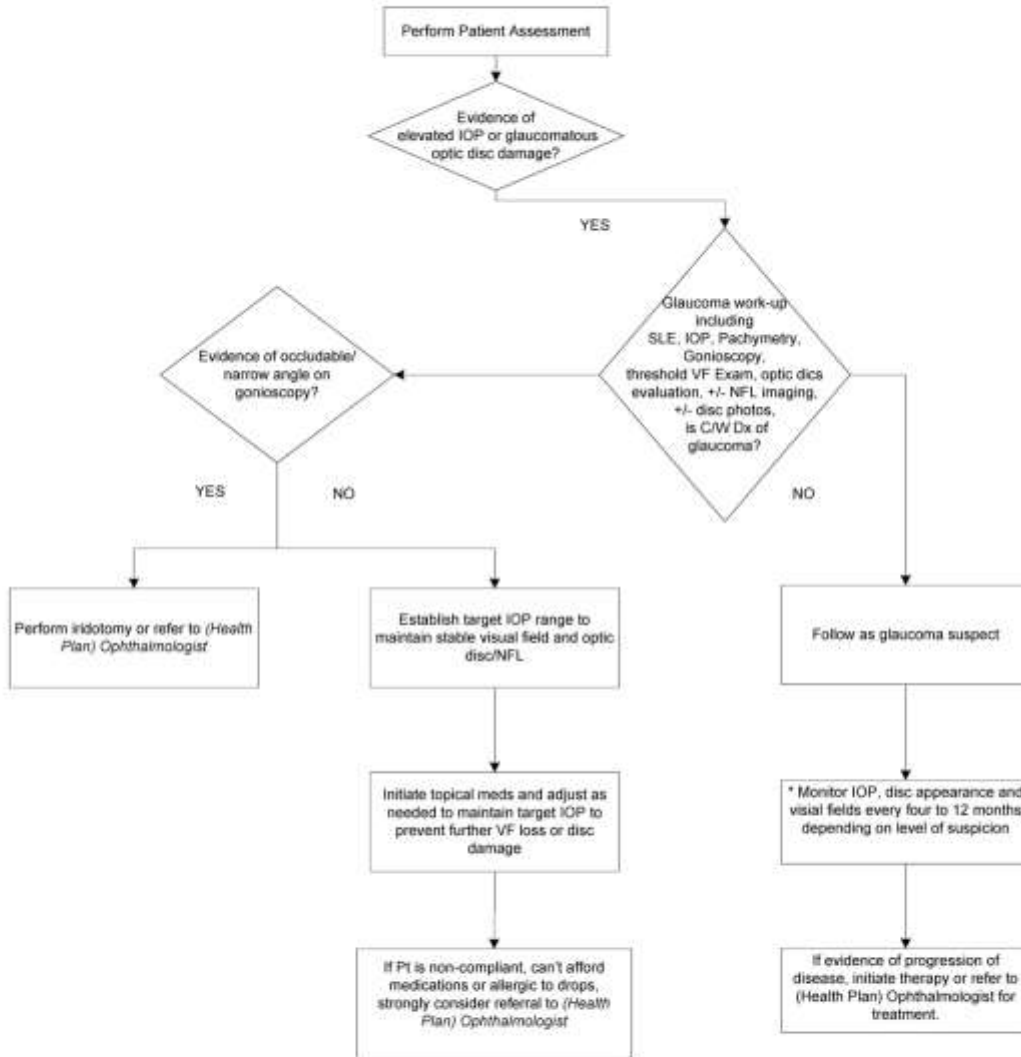 Perform Patient Assessment
Evidence of
elevated IOP or glaucomatous
optic disc damage?
YES
Glaucoma work-up
including
SLE, IOP, Pachymetry,
Gonioscopy,
threshold VF Exam, optic dics
evaluation, +/- NFL imaging,
+/- disc photos,
is C/W Dx of
glaucoma?
Evidence of occludable/
narrow angle on
gonioscopy?
YES
NO
NO
Perform iridotomy or refer to (Health
Plan) Ophthalmologist
Establish target IOP range to
maintain stable visual field and optic
disc/NFL
Follow as glaucoma suspect
Initiate topical meds and adjust as
needed to maintain target IOP to
prevent further VF loss or disc
damage
* Monitor IOP, disc appearance and
visial fields every four to 12 months
depending on level of suspicion
If Pt is non-compliant, can't afford
medications or allergic to drops,
strongly consider referral to (Health
Plan) Ophthalmologist
If evidence of progression of
disease, initiate therapy or refer to
(Health Plan) Ophthalmologist for
treatment.